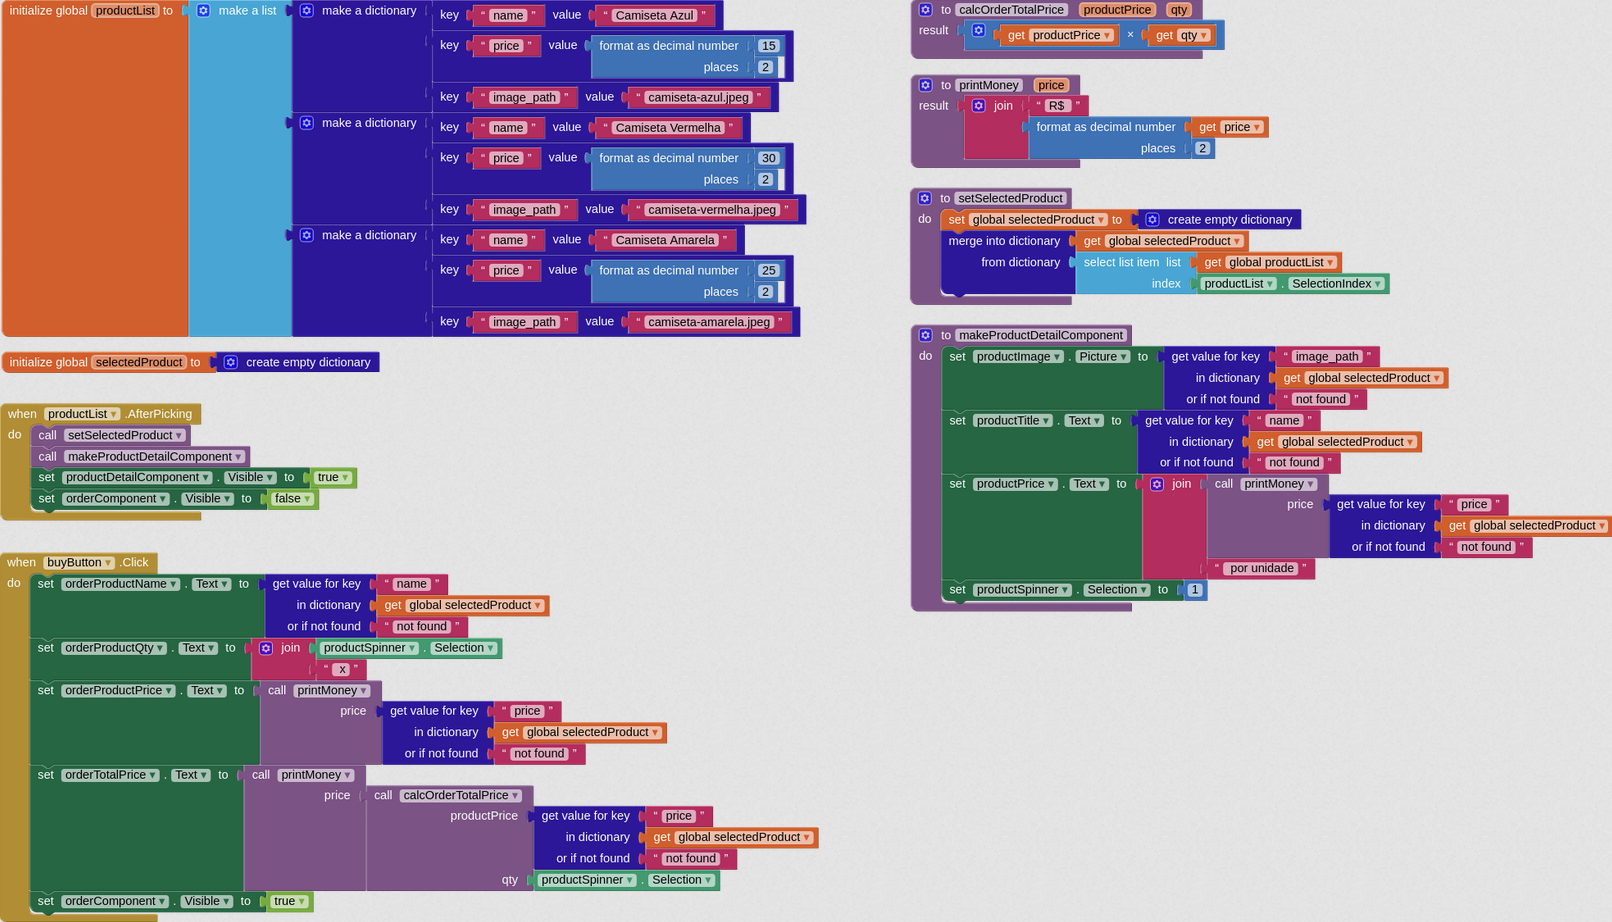 initialize global productList to make a list make a dictionary key “ name ” value “ Camiseta Azul ”
key “ price ” value format as decimal number 15
places 2
key “ image_path ” value “ camiseta-azul.jpeg ”
make a dictionary key “ name ” value “ Camiseta Vermelha ”
key “ price ” value format as decimal number 30
places 2
key “ image_path ” value “ camiseta-vermelha.jpeg ”
make a dictionary key “ name ” value “ Camiseta Amarela ”
key “ price ” value format as decimal number 25
places 2
key “ image_path ” value “ camiseta-amarela.jpeg ”
initialize global selectedProduct to create empty dictionary
when productList .AfterPicking
do call setSelectedProduct
call makeProductDetailComponent
set productDetailComponent . Visible to true
set orderComponent . Visible to false
when buyButton .Click
do set orderProductName . Text to get value for key “ name ”
in dictionary get global selectedProduct
or if not found “ not found ”
set orderProductQty . Text to join productSpinner . Selection
“ x ”
set orderProductPrice . Text to call printMoney
price get value for key “ price ”
in dictionary get global selectedProduct
or if not found “ not found ”
set orderTotalPrice . Text to call printMoney
price call calcOrderTotalPrice
productPrice get value for key “ price ”
in dictionary get global selectedProduct
or if not found “ not found ”
qty productSpinner . Selection
set orderComponent . Visible to true
to calcOrderTotalPrice productPrice qty
result get productPrice × get qty
to printMoney price
result join “ R$ ”
format as decimal number get price
places 2
to setSelectedProduct
do set global selectedProduct to create empty dictionary
merge into dictionary get global selectedProduct
from dictionary select list item list get global productList
index productList . SelectionIndex
to makeProductDetailComponent
do set productImage . Picture to get value for key “ image_path ”
in dictionary get global selectedProduct
or if not found “ not found ”
set productTitle . Text to get value for key “ name ”
in dictionary get global selectedProduct
or if not found “ not found ”
set productPrice . Text to join call printMoney
price get value for key “ price ”
in dictionary get global selectedProduct
or if not found “ not found ”
“ por unidade ”
set productSpinner . Selection to 1